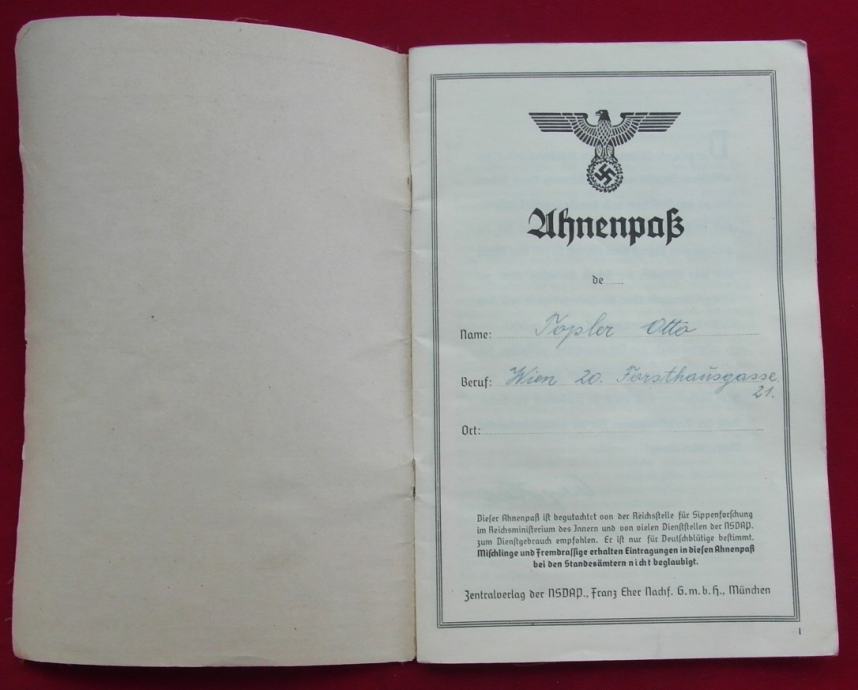 Ahnenpaß
de......
Name: Topler Otto
Beruf: Wien 20. Forsthausgasse
21.
Ort:
Dieser Ahnenpaß ist begutachtet von der Reichsstelle für Sippenforschung
im Reichsministerium des Innern und von vielen Dienststellen der NSDAP.
zum Dienstgebrauch empfohlen. Er ist nur für Deutschblütige bestimmt.
Mischlinge und Fremdrassige erhalten Eintragungen in diesen Ahnenpaß
bei den Standesämtern nicht beglaubigt.
Zentralverlag der NSDAP., Franz Eher Nachf. G.m.b.H., München
1